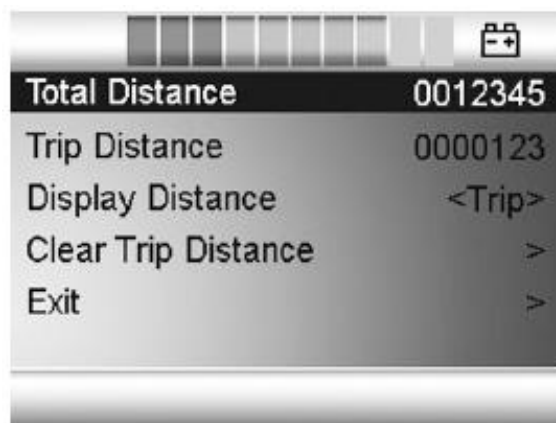 Total Distance 0012345
Trip Distance 0000123
Display Distance <Trip>
Clear Trip Distance >
Exit >